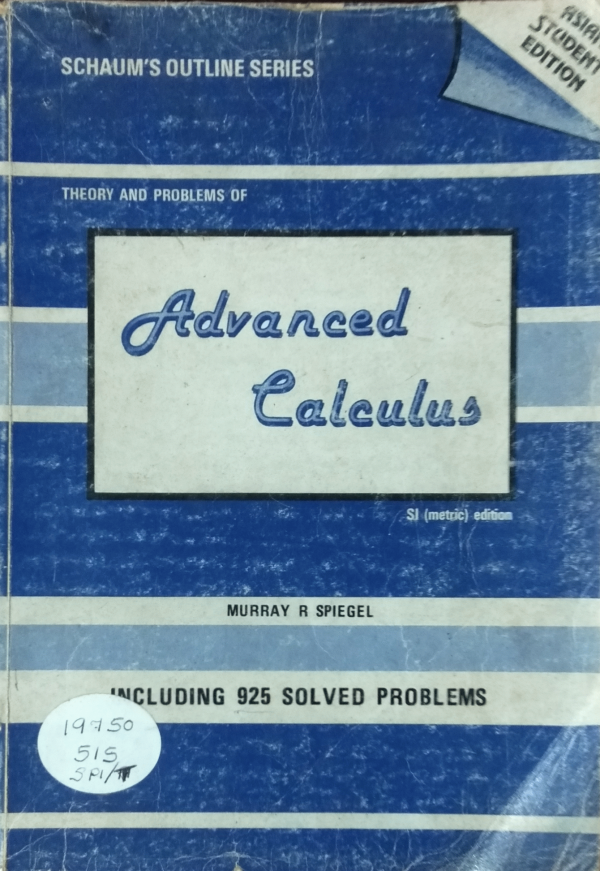 SCHAUM'S OUTLINE SERIES
ASIAN
STUDENT
EDITION
THEORY AND PROBLEMS OF
Advanced
Calculus
SI (metric) edition
MURRAY R SPIEGEL
INCLUDING 925 SOLVED PROBLEMS
19750
515
SPI/T